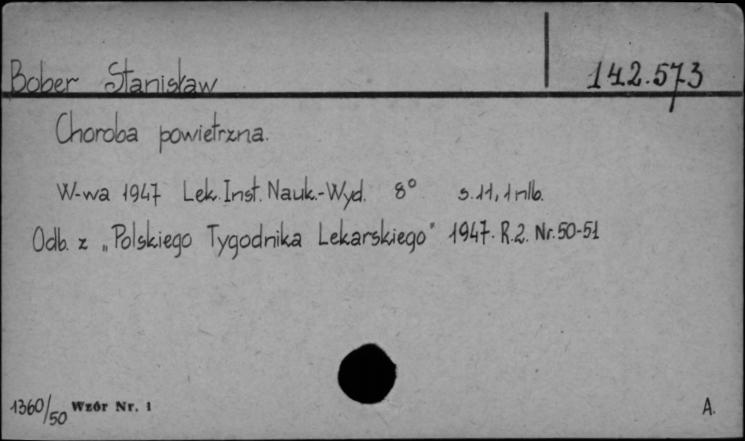 Bober Stanisław 142.573
Choroba powietrzna.
W-wa 1947 Lek. Inst. Nauk.-Wyd. 8° s.11, 1 nlb.
Odb. z „Polskiego Tygodnika Lekarskiego" 1947. R.2. Nr. 50-51
1360/50 Wzór Nr. 1 A.